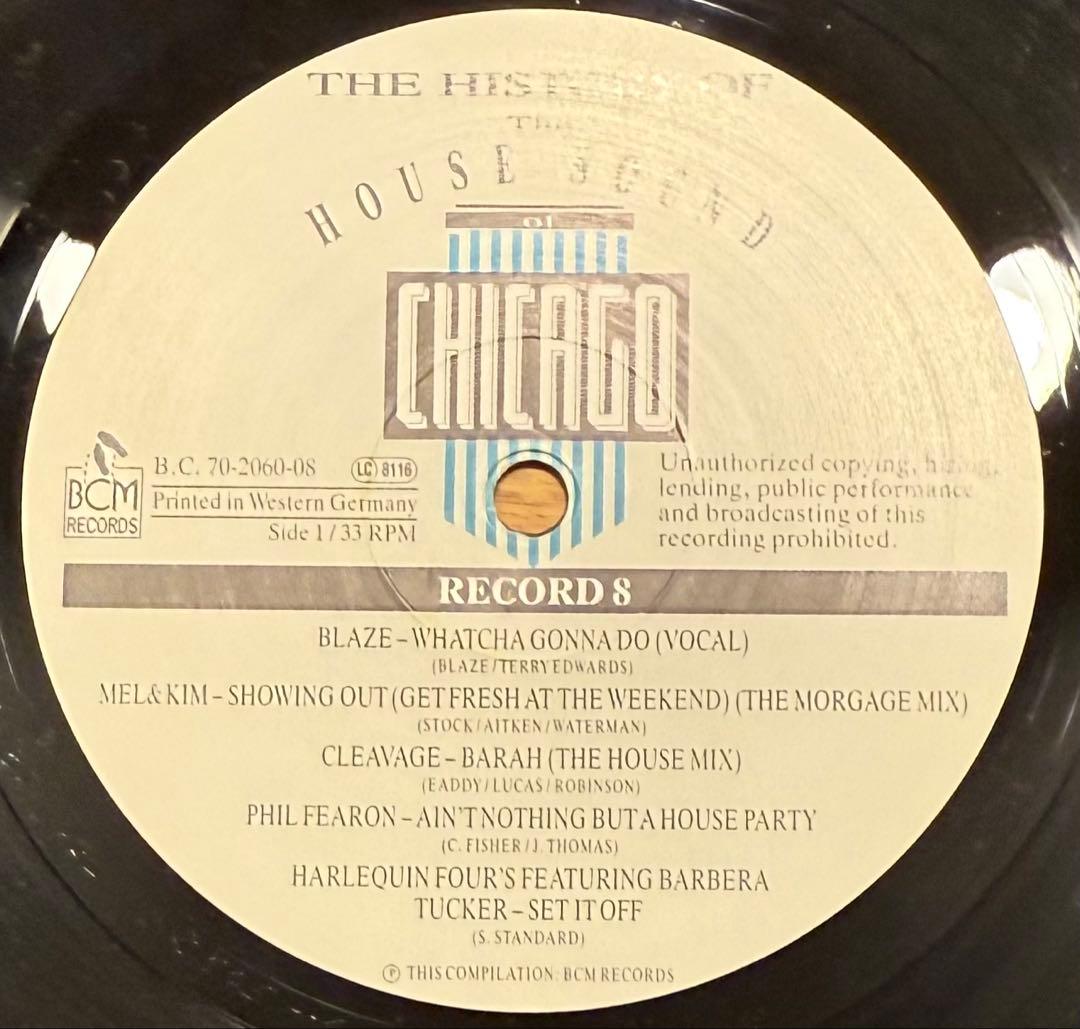 THE HISTORY OF
THE
HOUSE SOUND
OF
CHICAGO
BCM
RECORDS
B.C. 70-2060-08 LC 8116
Printed in Western Germany
Side 1/33 RPM
Unauthorized copying, hiring,
lending, public performance
and broadcasting of this
recording prohibited.
RECORD 8
BLAZE – WHATCHA GONNA DO (VOCAL)
(BLAZE/TERRY EDWARDS)
MEL & KIM – SHOWING OUT (GET FRESH AT THE WEEKEND) (THE MORGAGE MIX)
(STOCK/AITKEN/WATERMAN)
CLEAVAGE – BARAH (THE HOUSE MIX)
(EADDY/LUCAS/ROBINSON)
PHIL FEARON – AIN'T NOTHING BUT A HOUSE PARTY
(C. FISHER/J. THOMAS)
HARLEQUIN FOUR'S FEATURING BARBERA
TUCKER – SET IT OFF
(S. STANDARD)
Ⓟ THIS COMPILATION: BCM RECORDS